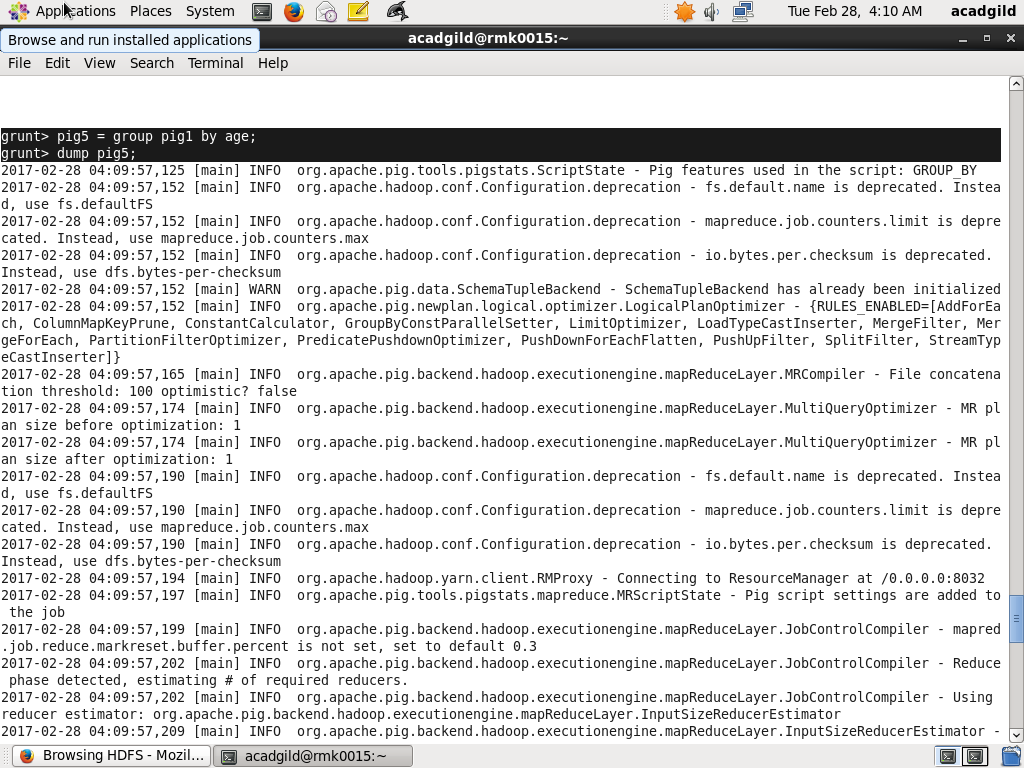 Applications Places System Tue Feb 28, 4:10 AM acadgild
Browse and run installed applications
acadgild@rmk0015:~
File Edit View Search Terminal Help
grunt> pig5 = group pig1 by age;
grunt> dump pig5;
2017-02-28 04:09:57,125 [main] INFO  org.apache.pig.tools.pigstats.ScriptState - Pig features used in the script: GROUP_BY
2017-02-28 04:09:57,152 [main] INFO  org.apache.hadoop.conf.Configuration.deprecation - fs.default.name is deprecated. Instea
d, use fs.defaultFS
2017-02-28 04:09:57,152 [main] INFO  org.apache.hadoop.conf.Configuration.deprecation - mapreduce.job.counters.limit is depre
cated. Instead, use mapreduce.job.counters.max
2017-02-28 04:09:57,152 [main] INFO  org.apache.hadoop.conf.Configuration.deprecation - io.bytes.per.checksum is deprecated.
Instead, use dfs.bytes-per-checksum
2017-02-28 04:09:57,152 [main] WARN  org.apache.pig.data.SchemaTupleBackend - SchemaTupleBackend has already been initialized
2017-02-28 04:09:57,152 [main] INFO  org.apache.pig.newplan.logical.optimizer.LogicalPlanOptimizer - {RULES_ENABLED=[AddForEa
ch, ColumnMapKeyPrune, ConstantCalculator, GroupByConstParallelSetter, LimitOptimizer, LoadTypeCastInserter, MergeFilter, Mer
geForEach, PartitionFilterOptimizer, PredicatePushdownOptimizer, PushDownForEachFlatten, PushUpFilter, SplitFilter, StreamTyp
eCastInserter]}
2017-02-28 04:09:57,165 [main] INFO  org.apache.pig.backend.hadoop.executionengine.mapReduceLayer.MRCompiler - File concatena
tion threshold: 100 optimistic? false
2017-02-28 04:09:57,174 [main] INFO  org.apache.pig.backend.hadoop.executionengine.mapReduceLayer.MultiQueryOptimizer - MR pl
an size before optimization: 1
2017-02-28 04:09:57,174 [main] INFO  org.apache.pig.backend.hadoop.executionengine.mapReduceLayer.MultiQueryOptimizer - MR pl
an size after optimization: 1
2017-02-28 04:09:57,190 [main] INFO  org.apache.hadoop.conf.Configuration.deprecation - fs.default.name is deprecated. Instea
d, use fs.defaultFS
2017-02-28 04:09:57,190 [main] INFO  org.apache.hadoop.conf.Configuration.deprecation - mapreduce.job.counters.limit is depre
cated. Instead, use mapreduce.job.counters.max
2017-02-28 04:09:57,190 [main] INFO  org.apache.hadoop.conf.Configuration.deprecation - io.bytes.per.checksum is deprecated.
Instead, use dfs.bytes-per-checksum
2017-02-28 04:09:57,194 [main] INFO  org.apache.hadoop.yarn.client.RMProxy - Connecting to ResourceManager at /0.0.0.0:8032
2017-02-28 04:09:57,197 [main] INFO  org.apache.pig.tools.pigstats.mapreduce.MRScriptState - Pig script settings are added to
 the job
2017-02-28 04:09:57,199 [main] INFO  org.apache.pig.backend.hadoop.executionengine.mapReduceLayer.JobControlCompiler - mapred
.job.reduce.markreset.buffer.percent is not set, set to default 0.3
2017-02-28 04:09:57,202 [main] INFO  org.apache.pig.backend.hadoop.executionengine.mapReduceLayer.JobControlCompiler - Reduce
 phase detected, estimating # of required reducers.
2017-02-28 04:09:57,202 [main] INFO  org.apache.pig.backend.hadoop.executionengine.mapReduceLayer.JobControlCompiler - Using
reducer estimator: org.apache.pig.backend.hadoop.executionengine.mapReduceLayer.InputSizeReducerEstimator
2017-02-28 04:09:57,209 [main] INFO  org.apache.pig.backend.hadoop.executionengine.mapReduceLayer.InputSizeReducerEstimator -
Browsing HDFS - Mozil... acadgild@rmk0015:~